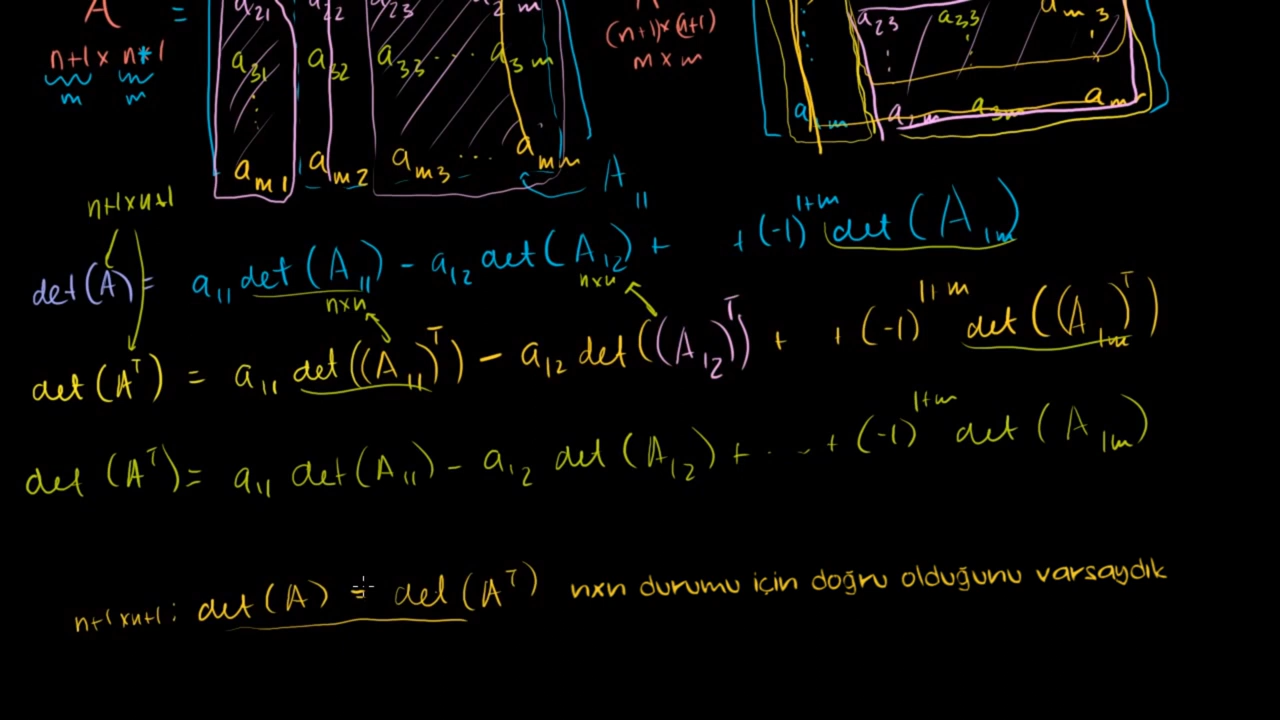 A = a21 a22 a23 a2m
n+1 × n+1
m m
a31 a32 a33 ... a3m
am1 am2 am3 ... amm
A11
(n+1)×(n+1)
m × m
a23 a33 am3
a1m a2m a3m amm
n+1×n+1
det(A) = a11 det(A11) - a12 det(A12) + + (-1)^1+m det(A1m)
n×n n×n
det(A^T) = a11 det((A11)^T) - a12 det((A12)^T) + + (-1)^1+m det((A1m)^T)
det(A^T) = a11 det(A11) - a12 det(A12) + ... + (-1)^1+m det(A1m)
n+1×n+1: det(A) = det(A^T) nxn durumu için doğru olduğunu varsaydık